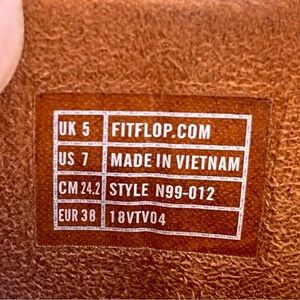 UK 5 FITFLOP.COM
US 7 MADE IN VIETNAM
CM 24.2 STYLE N99-012
EUR 38 18VTV04